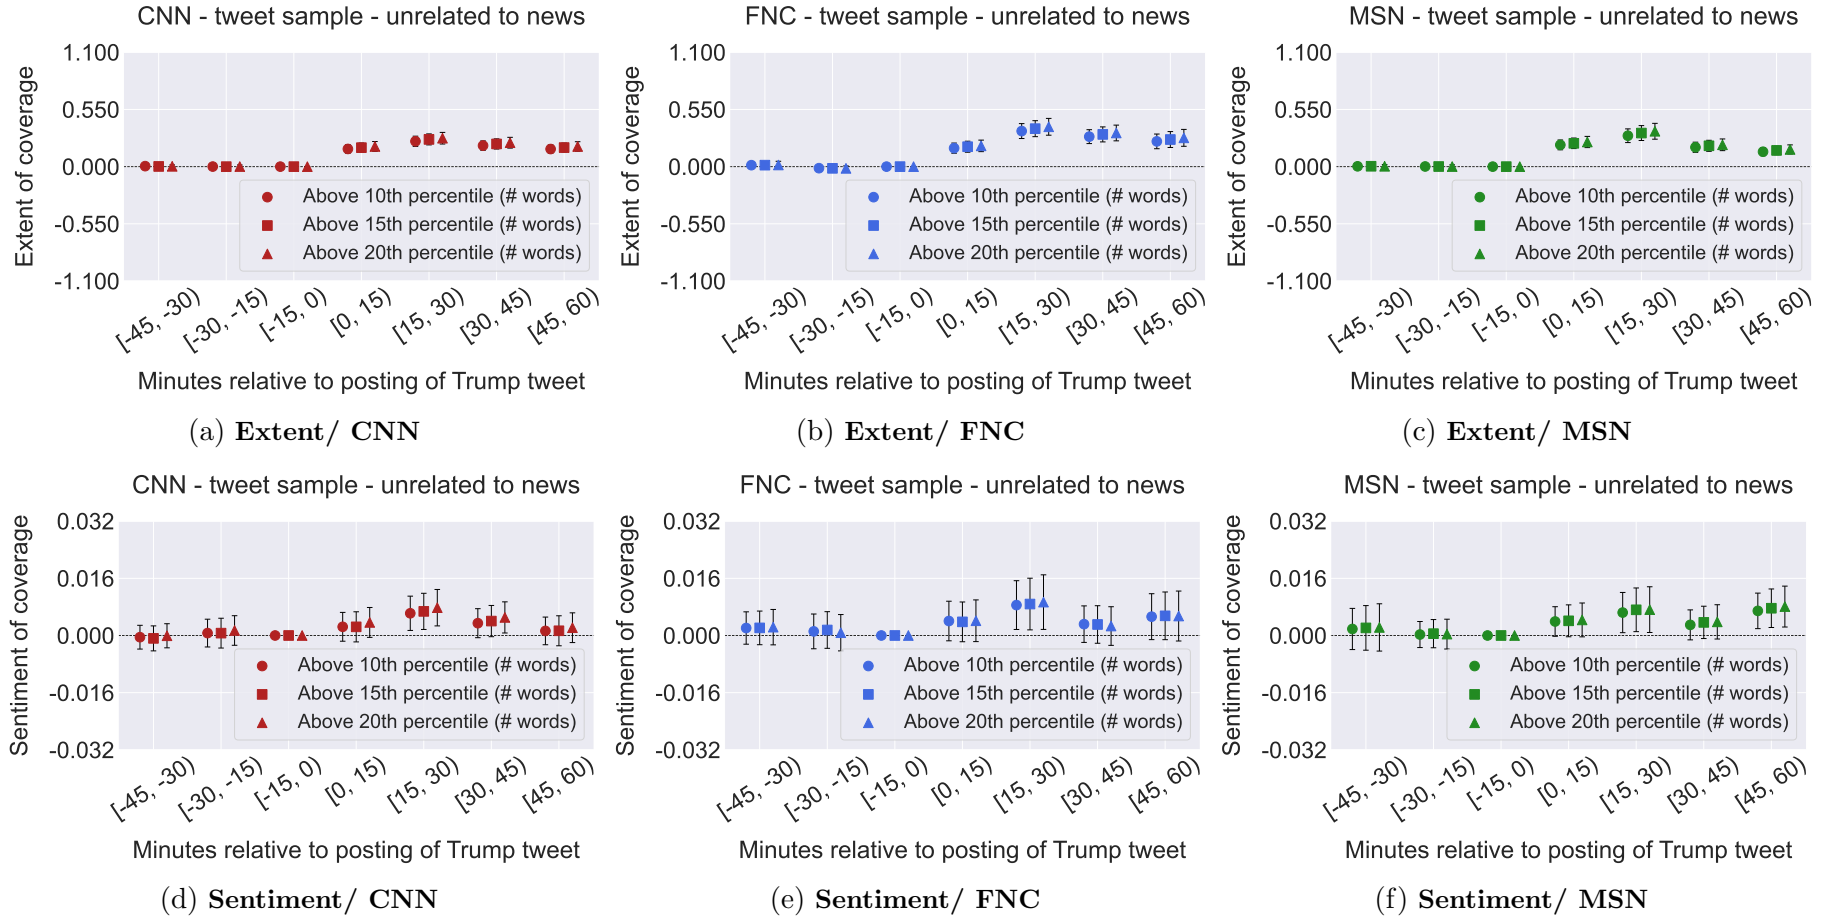 CNN - tweet sample - unrelated to news
Extent of coverage
1.100
0.550
0.000
-0.550
-1.100
Above 10th percentile (# words)
Above 15th percentile (# words)
Above 20th percentile (# words)
[-45, -30)
[-30, -15)
[-15, 0)
[0, 15)
[15, 30)
[30, 45)
[45, 60)
Minutes relative to posting of Trump tweet
(a) Extent/ CNN
FNC - tweet sample - unrelated to news
Extent of coverage
1.100
0.550
0.000
-0.550
-1.100
Above 10th percentile (# words)
Above 15th percentile (# words)
Above 20th percentile (# words)
[-45, -30)
[-30, -15)
[-15, 0)
[0, 15)
[15, 30)
[30, 45)
[45, 60)
Minutes relative to posting of Trump tweet
(b) Extent/ FNC
MSN - tweet sample - unrelated to news
Extent of coverage
1.100
0.550
0.000
-0.550
-1.100
Above 10th percentile (# words)
Above 15th percentile (# words)
Above 20th percentile (# words)
[-45, -30)
[-30, -15)
[-15, 0)
[0, 15)
[15, 30)
[30, 45)
[45, 60)
Minutes relative to posting of Trump tweet
(c) Extent/ MSN
CNN - tweet sample - unrelated to news
Sentiment of coverage
0.032
0.016
0.000
-0.016
-0.032
Above 10th percentile (# words)
Above 15th percentile (# words)
Above 20th percentile (# words)
[-45, -30)
[-30, -15)
[-15, 0)
[0, 15)
[15, 30)
[30, 45)
[45, 60)
Minutes relative to posting of Trump tweet
(d) Sentiment/ CNN
FNC - tweet sample - unrelated to news
Sentiment of coverage
0.032
0.016
0.000
-0.016
-0.032
Above 10th percentile (# words)
Above 15th percentile (# words)
Above 20th percentile (# words)
[-45, -30)
[-30, -15)
[-15, 0)
[0, 15)
[15, 30)
[30, 45)
[45, 60)
Minutes relative to posting of Trump tweet
(e) Sentiment/ FNC
MSN - tweet sample - unrelated to news
Sentiment of coverage
0.032
0.016
0.000
-0.016
-0.032
Above 10th percentile (# words)
Above 15th percentile (# words)
Above 20th percentile (# words)
[-45, -30)
[-30, -15)
[-15, 0)
[0, 15)
[15, 30)
[30, 45)
[45, 60)
Minutes relative to posting of Trump tweet
(f) Sentiment/ MSN